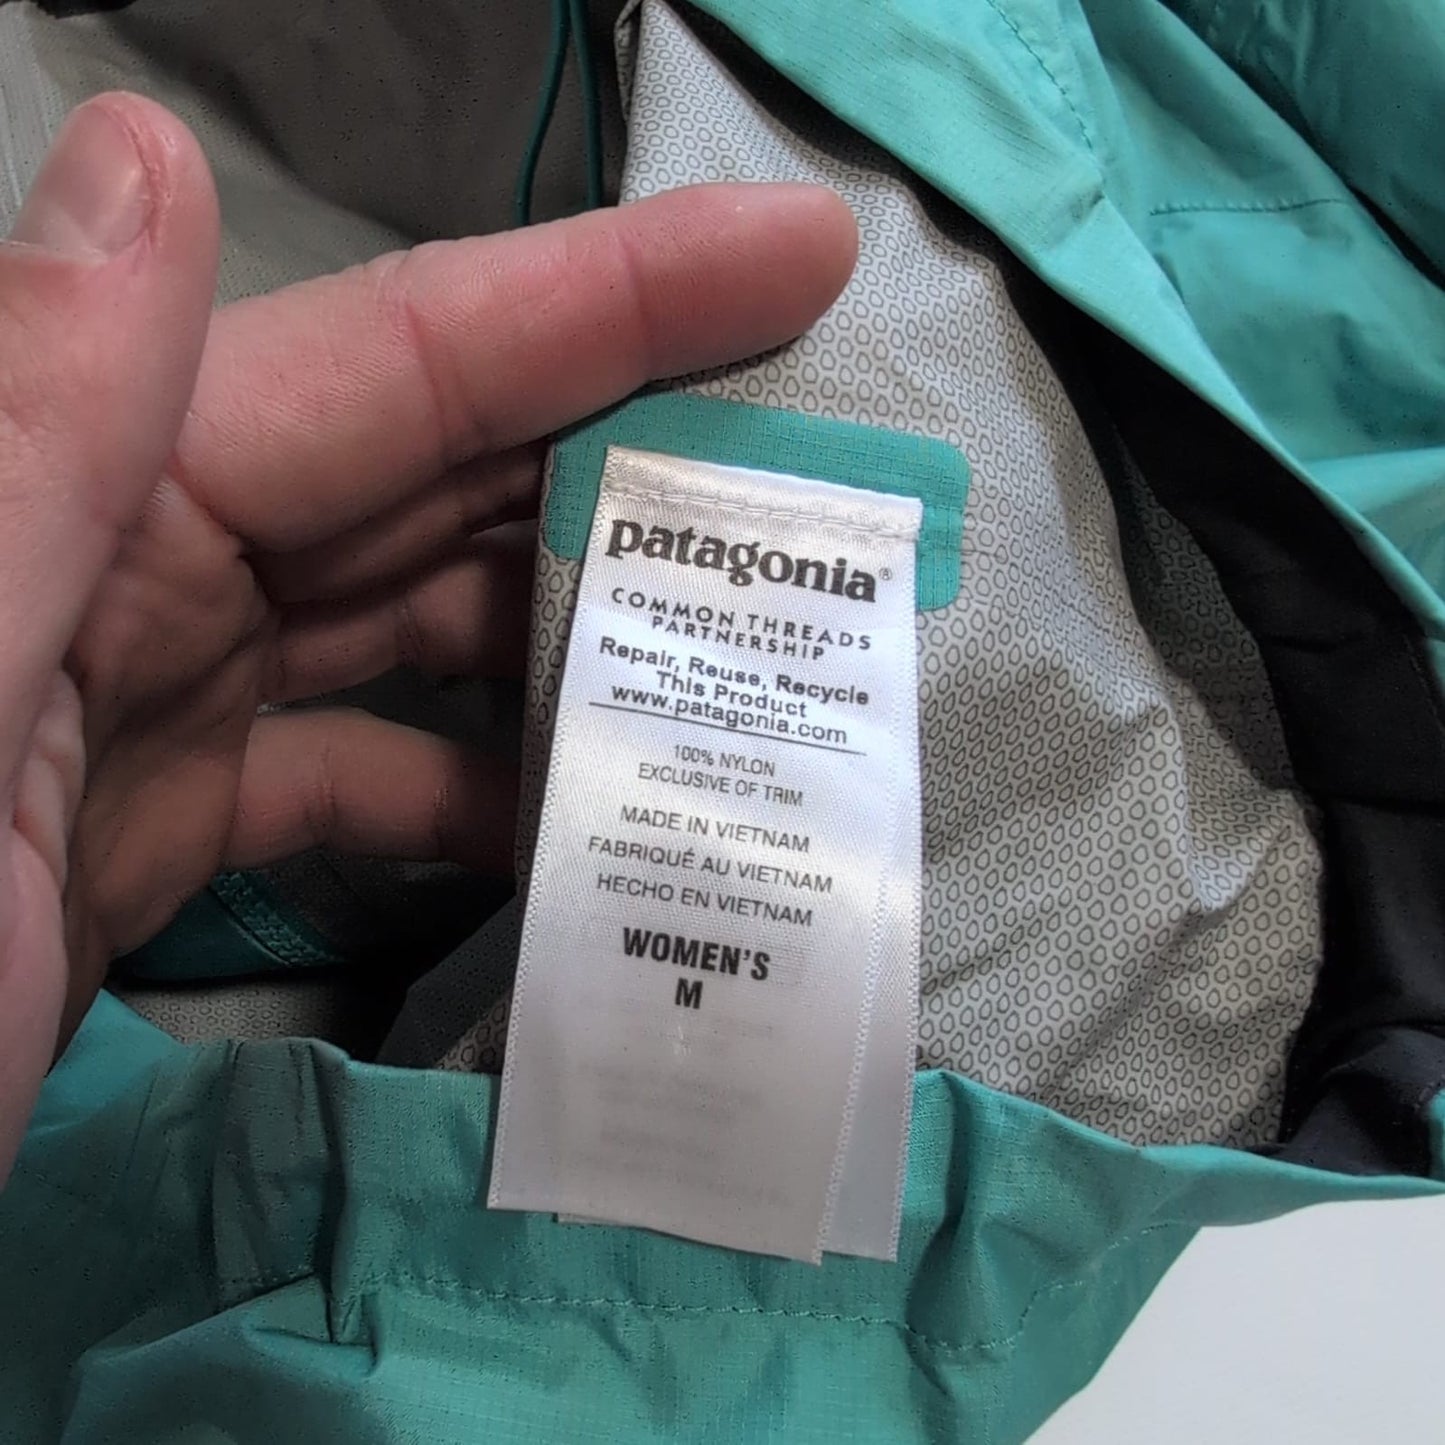 patagonia®
COMMON THREADS
PARTNERSHIP
Repair, Reuse, Recycle
This Product
www.patagonia.com
100% NYLON
EXCLUSIVE OF TRIM
MADE IN VIETNAM
FABRIQUÉ AU VIETNAM
HECHO EN VIETNAM
WOMEN'S
M